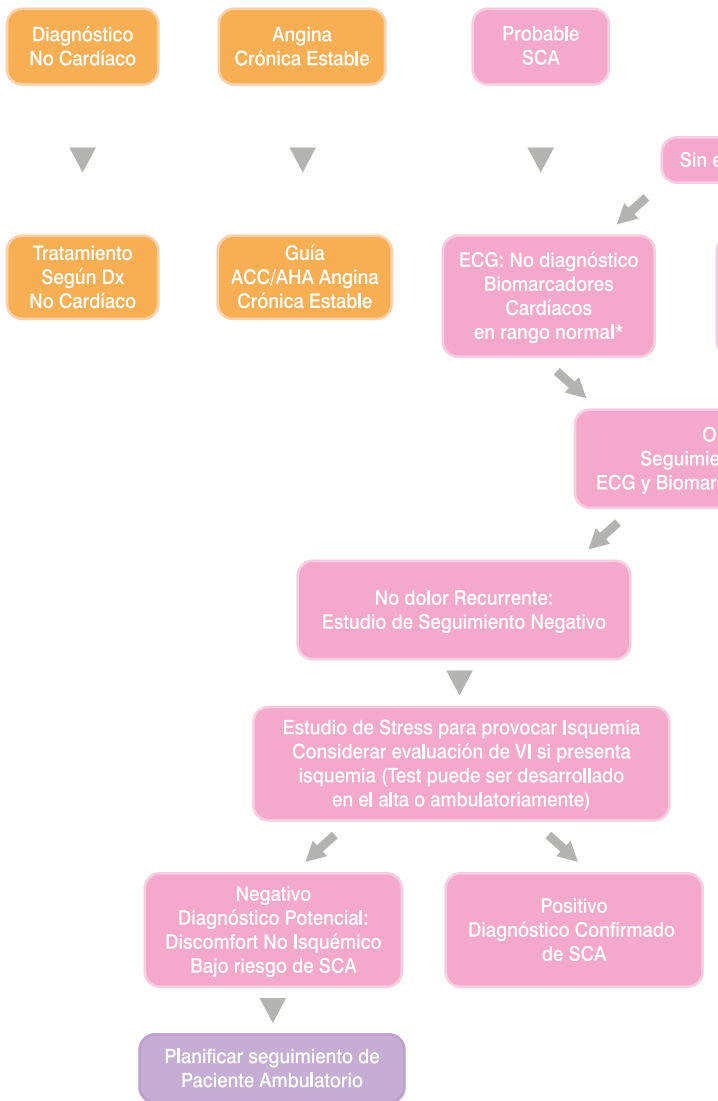 Diagnóstico
No Cardíaco
Angina
Crónica Estable
Probable
SCA
Sin
Tratamiento
Según Dx
No Cardíaco
Guía
ACC/AHA Angina
Crónica Estable
ECG: No diagnóstico
Biomarcadores
Cardíacos
en rango normal*
ECG y
No dolor Recurrente:
Estudio de Seguimiento Negativo
Estudio de Stress para provocar Isquemia
Considerar evaluación de VI si presenta
isquemia (Test puede ser desarrollado
en el alta o ambulatoriamente)
Negativo
Diagnóstico Potencial:
Discomfort No Isquémico
Bajo riesgo de SCA
Positivo
Diagnóstico Confirmado
de SCA
Planificar seguimiento de
Paciente Ambulatorio